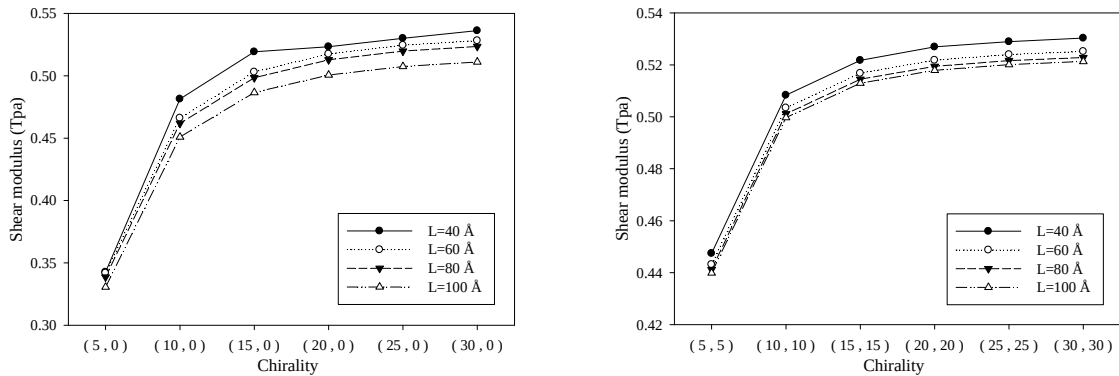 0.55
0.50
0.45
0.40
0.35
0.30
Shear modulus (Tpa)
L=40 Å
L=60 Å
L=80 Å
L=100 Å
( 5 , 0 ) ( 10 , 0 ) ( 15 , 0 ) ( 20 , 0 ) ( 25 , 0 ) ( 30 , 0 )
Chirality
0.54
0.52
0.50
0.48
0.46
0.44
0.42
Shear modulus (Tpa)
L=40 Å
L=60 Å
L=80 Å
L=100 Å
( 5 , 5 ) ( 10 , 10 ) ( 15 , 15 ) ( 20 , 20 ) ( 25 , 25 ) ( 30 , 30 )
Chirality